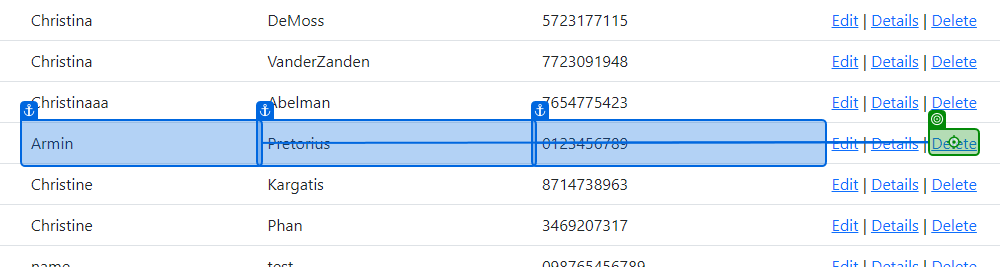 Christina DeMoss 5723177115 Edit | Details | Delete
Christina VanderZanden 7723091948 Edit | Details | Delete
Christinaaa Abelman 7654775423 Edit | Details | Delete
Armin Pretorius 0123456789 Edit | Details | Delete
Christine Kargatis 8714738963 Edit | Details | Delete
Christine Phan 3469207317 Edit | Details | Delete
name test 098765456789 Edit | Details | Delete